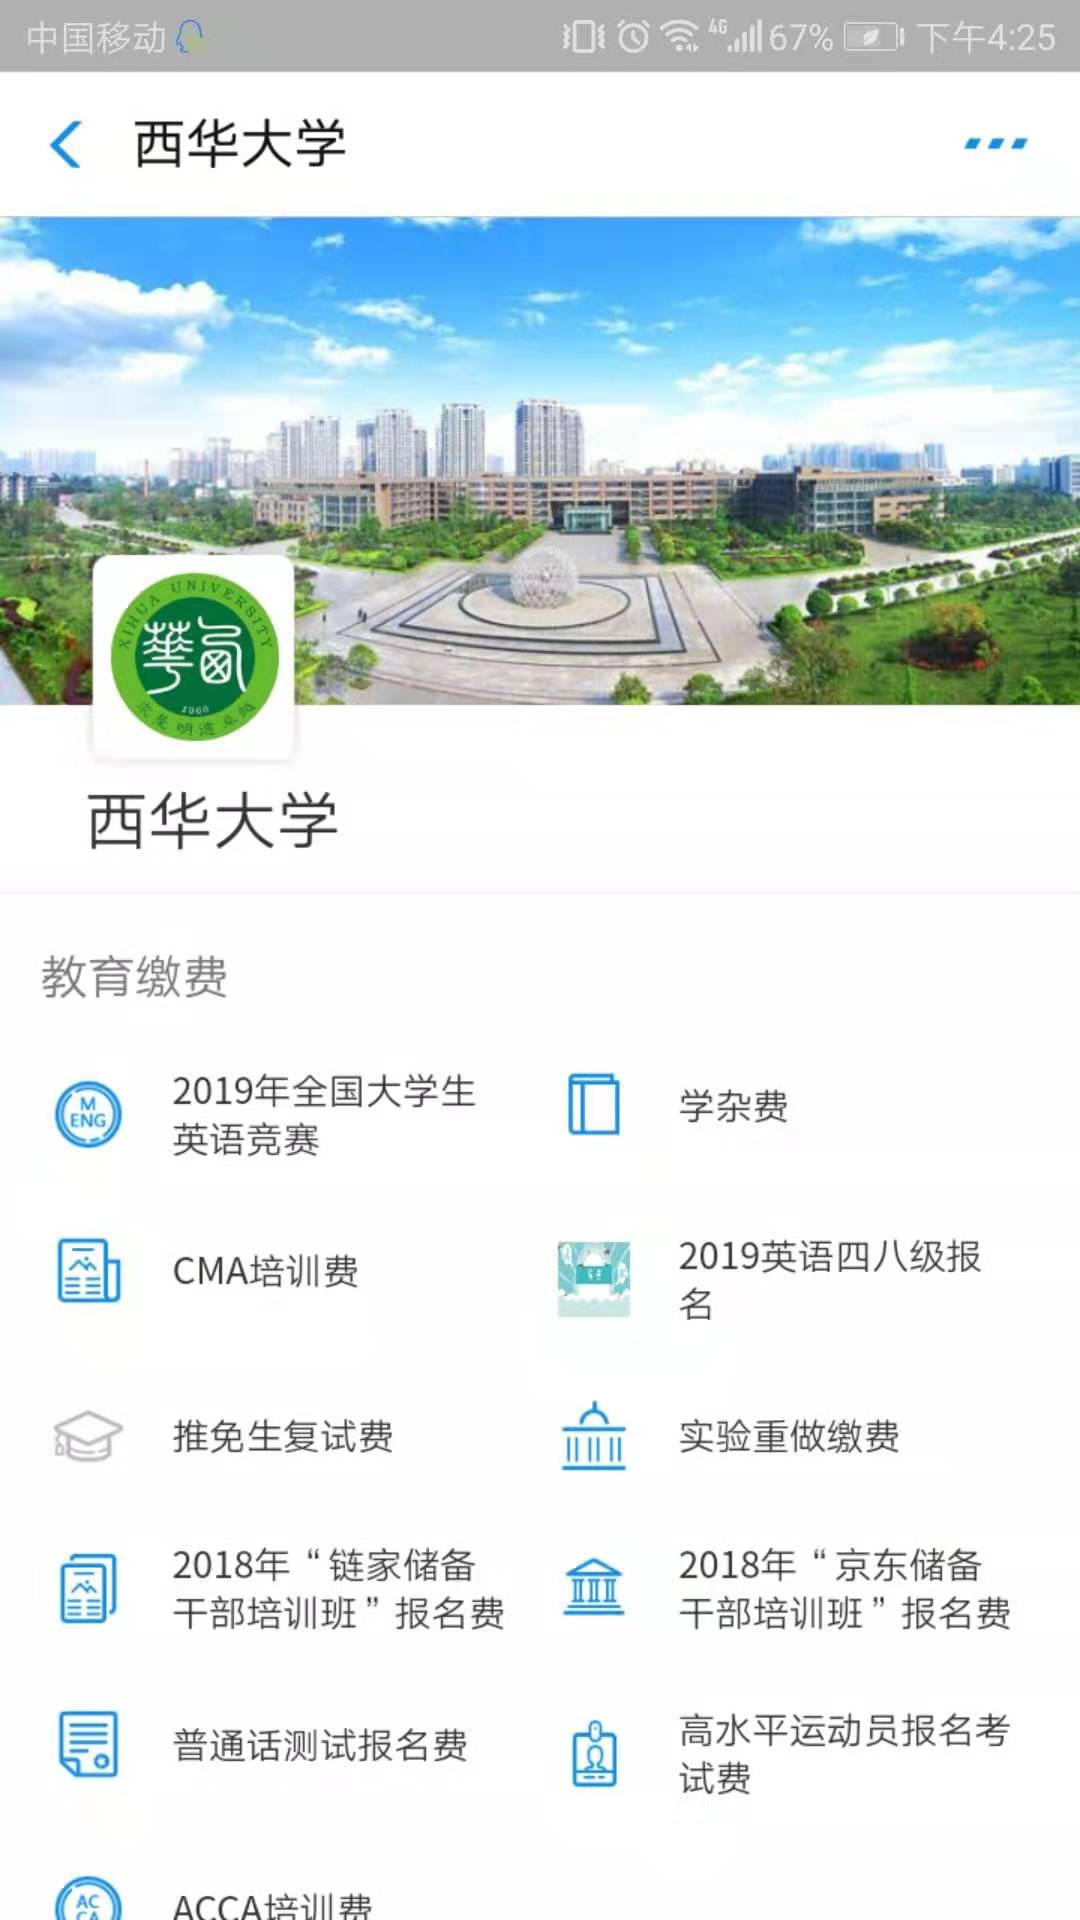 中国移动
4G
67%
下午4:25
西华大学
XIHUA UNIVERSITY
1960
西华大学
教育缴费
M
ENG
2019年全国大学生
英语竞赛
学杂费
CMA培训费
2019英语四八级报
名
推免生复试费
实验重做缴费
2018年“链家储备
干部培训班”报名费
2018年“京东储备
干部培训班”报名费
普通话测试报名费
高水平运动员报名考
试费
AC
CA
ACCA培训费